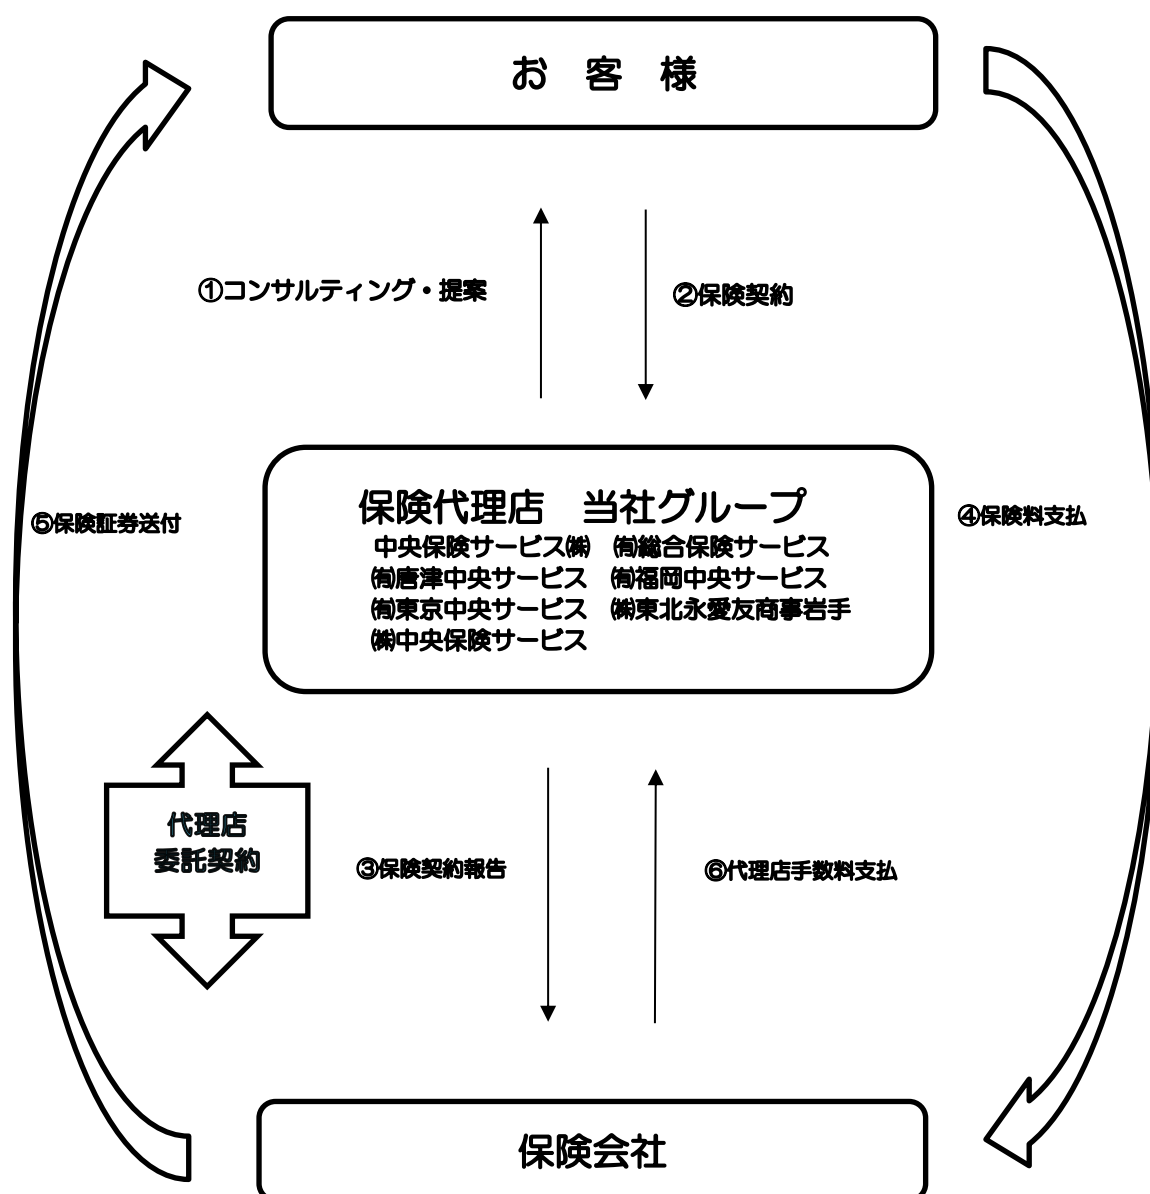 お　客　様
①コンサルティング・提案
②保険契約
保険代理店　当社グループ
中央保険サービス㈱　㈲総合保険サービス
㈲唐津中央サービス　㈲福岡中央サービス
㈲東京中央サービス　㈱東北永愛友商事岩手
㈱中央保険サービス
⑤保険証券送付
④保険料支払
代理店
委託契約
③保険契約報告
⑥代理店手数料支払
保険会社